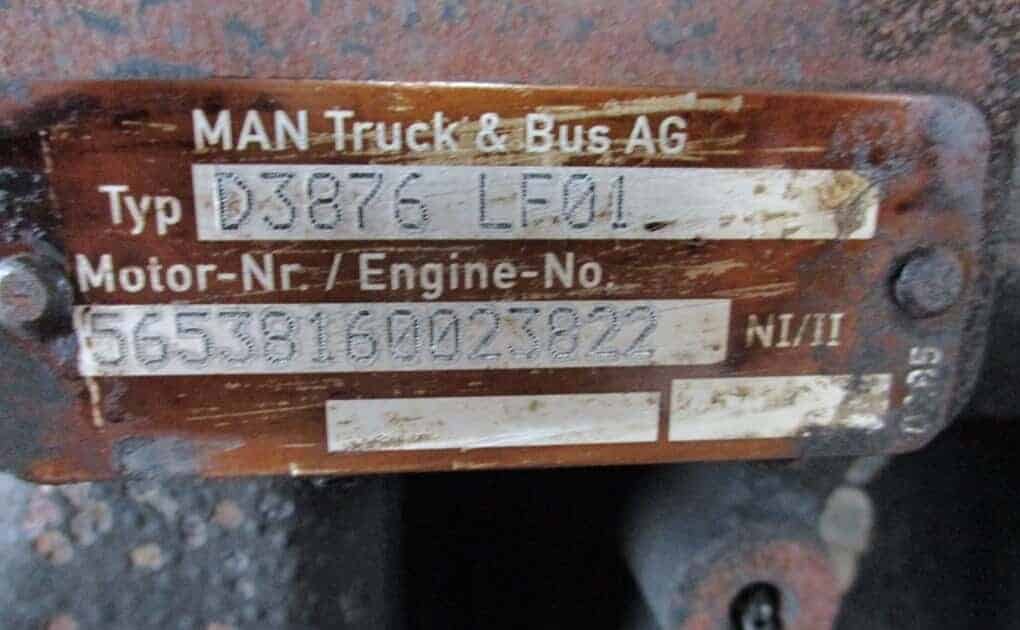 MAN Truck & Bus AG
Typ D3876 LF01
Motor-Nr. / Engine-No.
56538160023822 NI/II